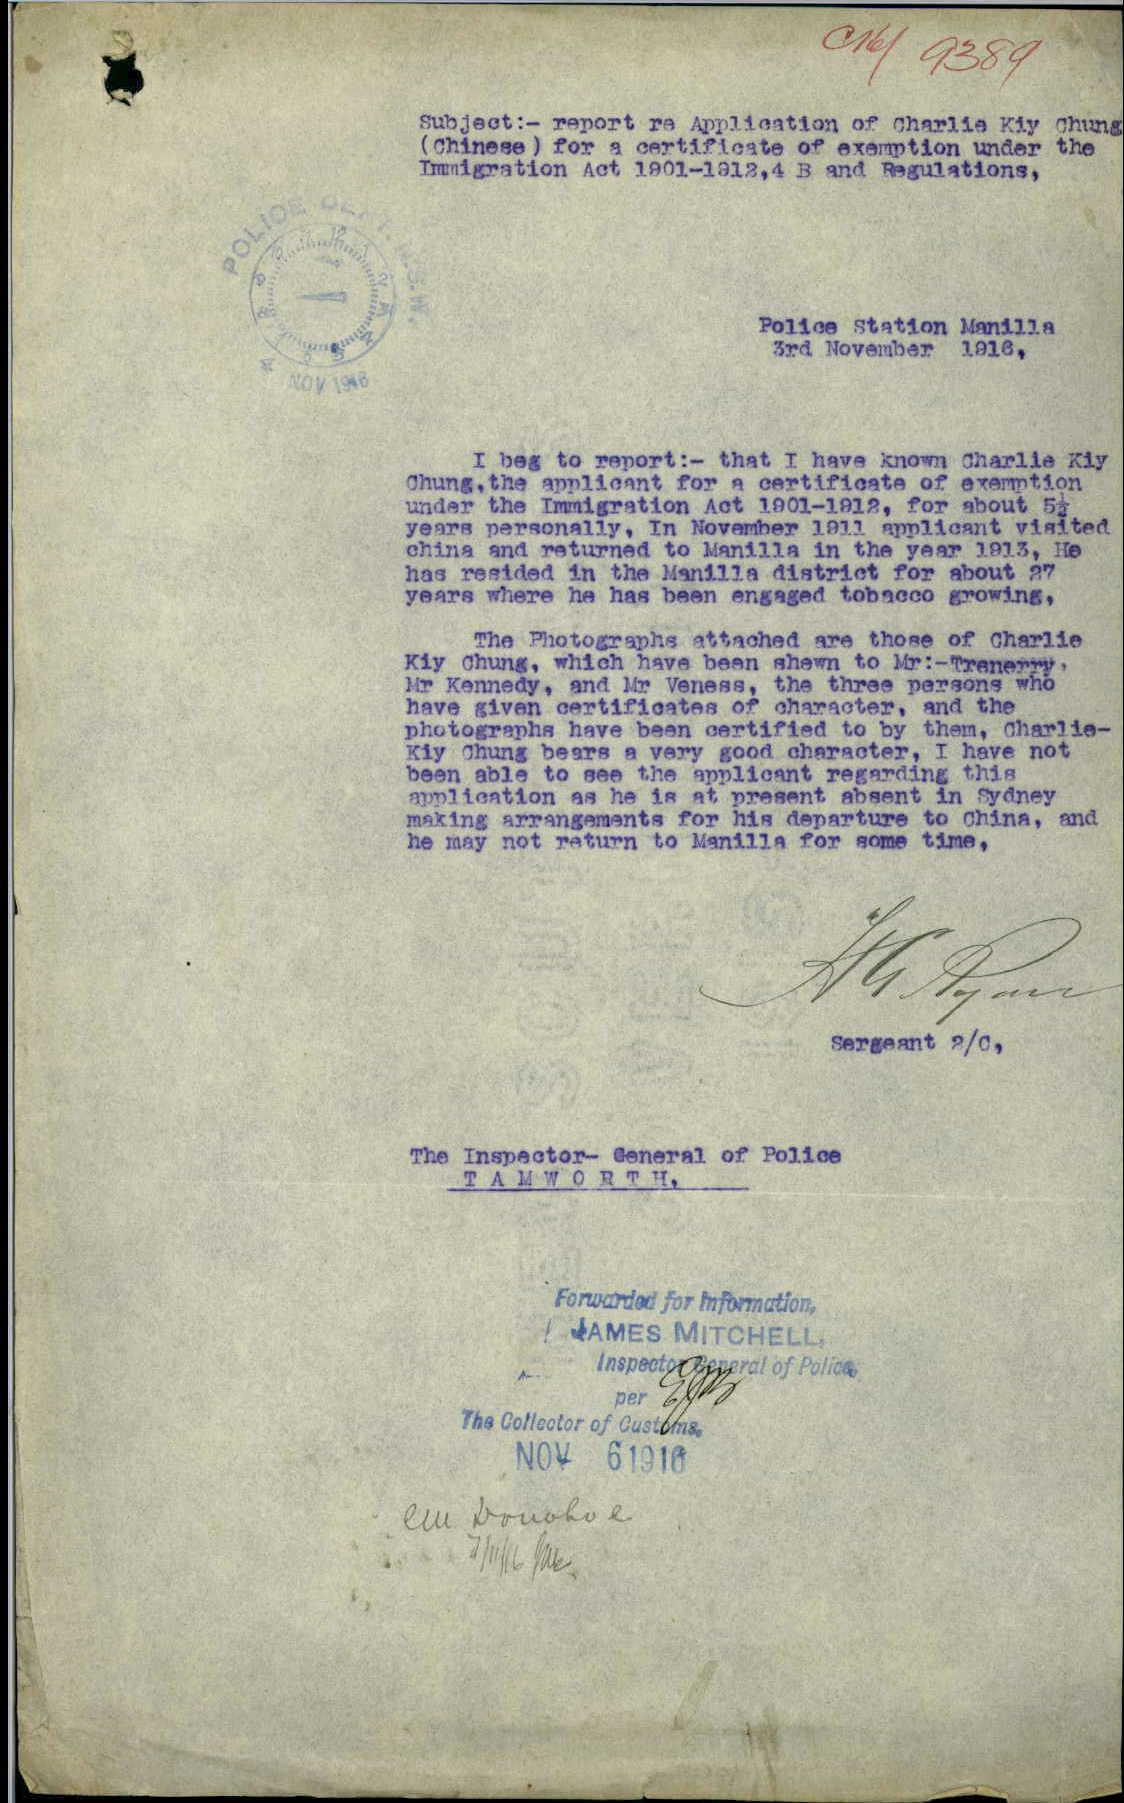 C16/ 9389
Subject:- report re Application of Charlie Kiy Chung
(Chinese) for a certificate of exemption under the
Immigration Act 1901-1912,4 B and Regulations,
POLICE DEPT. N.S.W.
NOV 1916
Police Station Manilla
3rd November 1916,
I beg to report:- that I have known Charlie Kiy
Chung, the applicant for a certificate of exemption
under the Immigration Act 1901-1912, for about 5½
years personally, In November 1911 applicant visited
china and returned to Manilla in the year 1913, He
has resided in the Manilla district for about 27
years where he has been engaged tobacco growing,
The Photographs attached are those of Charlie
Kiy Chung, which have been shewn to Mr:-Trenerry,
Mr Kennedy, and Mr Veness, the three persons who
have given certificates of character, and the
photographs have been certified to by them, Charlie-
Kiy Chung bears a very good character, I have not
been able to see the applicant regarding this
application as he is at present absent in Sydney
making arrangements for his departure to China, and
he may not return to Manilla for some time,
Ryan
Sergeant 2/C,
The Inspector- General of Police
T A M W O R T H,
Forwarded for Information,
JAMES MITCHELL,
Inspector General of Police.
per
The Collector of Customs.
NOV 6 1916
Donohoe
7/11/16